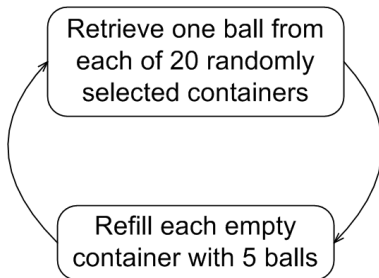 Retrieve one ball from
each of 20 randomly
selected containers
Refill each empty
container with 5 balls